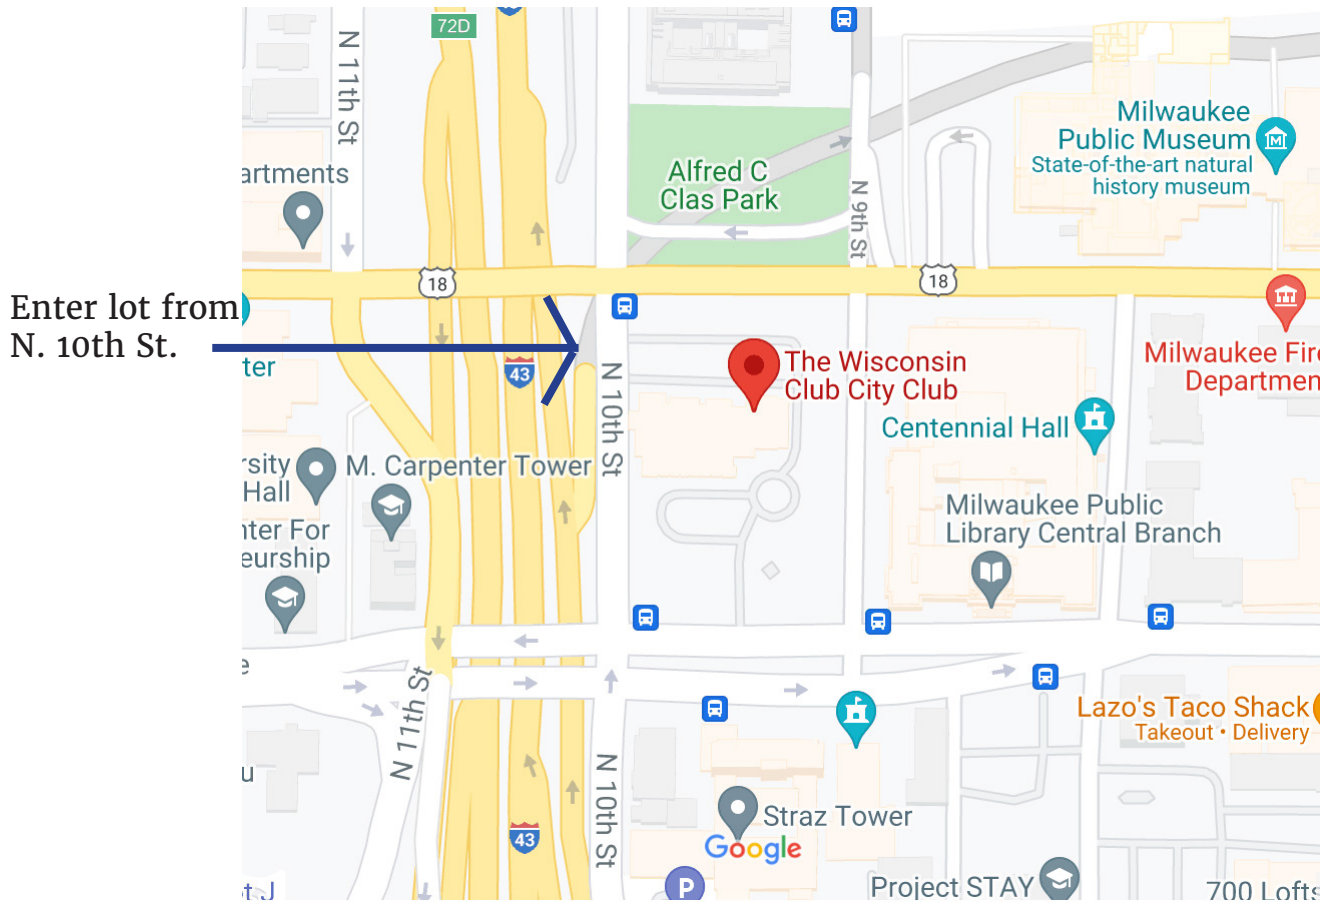 72D
N 11th St
Milwaukee
Public Museum
State-of-the-art natural
history museum
Alfred C
Clas Park
artments
N 9th St
18
18
Enter lot from
N. 10th St.
43
ter
N 10th St
The Wisconsin
Club City Club
Milwaukee Fire
Departmen
Centennial Hall
rsity
Hall
M. Carpenter Tower
Milwaukee Public
Library Central Branch
nter For
eurship
e
N 11th St
Lazo's Taco Shack
Takeout • Delivery
u
N 10th St
Straz Tower
43
Google
P
Project STAY
700 Lofts
t J